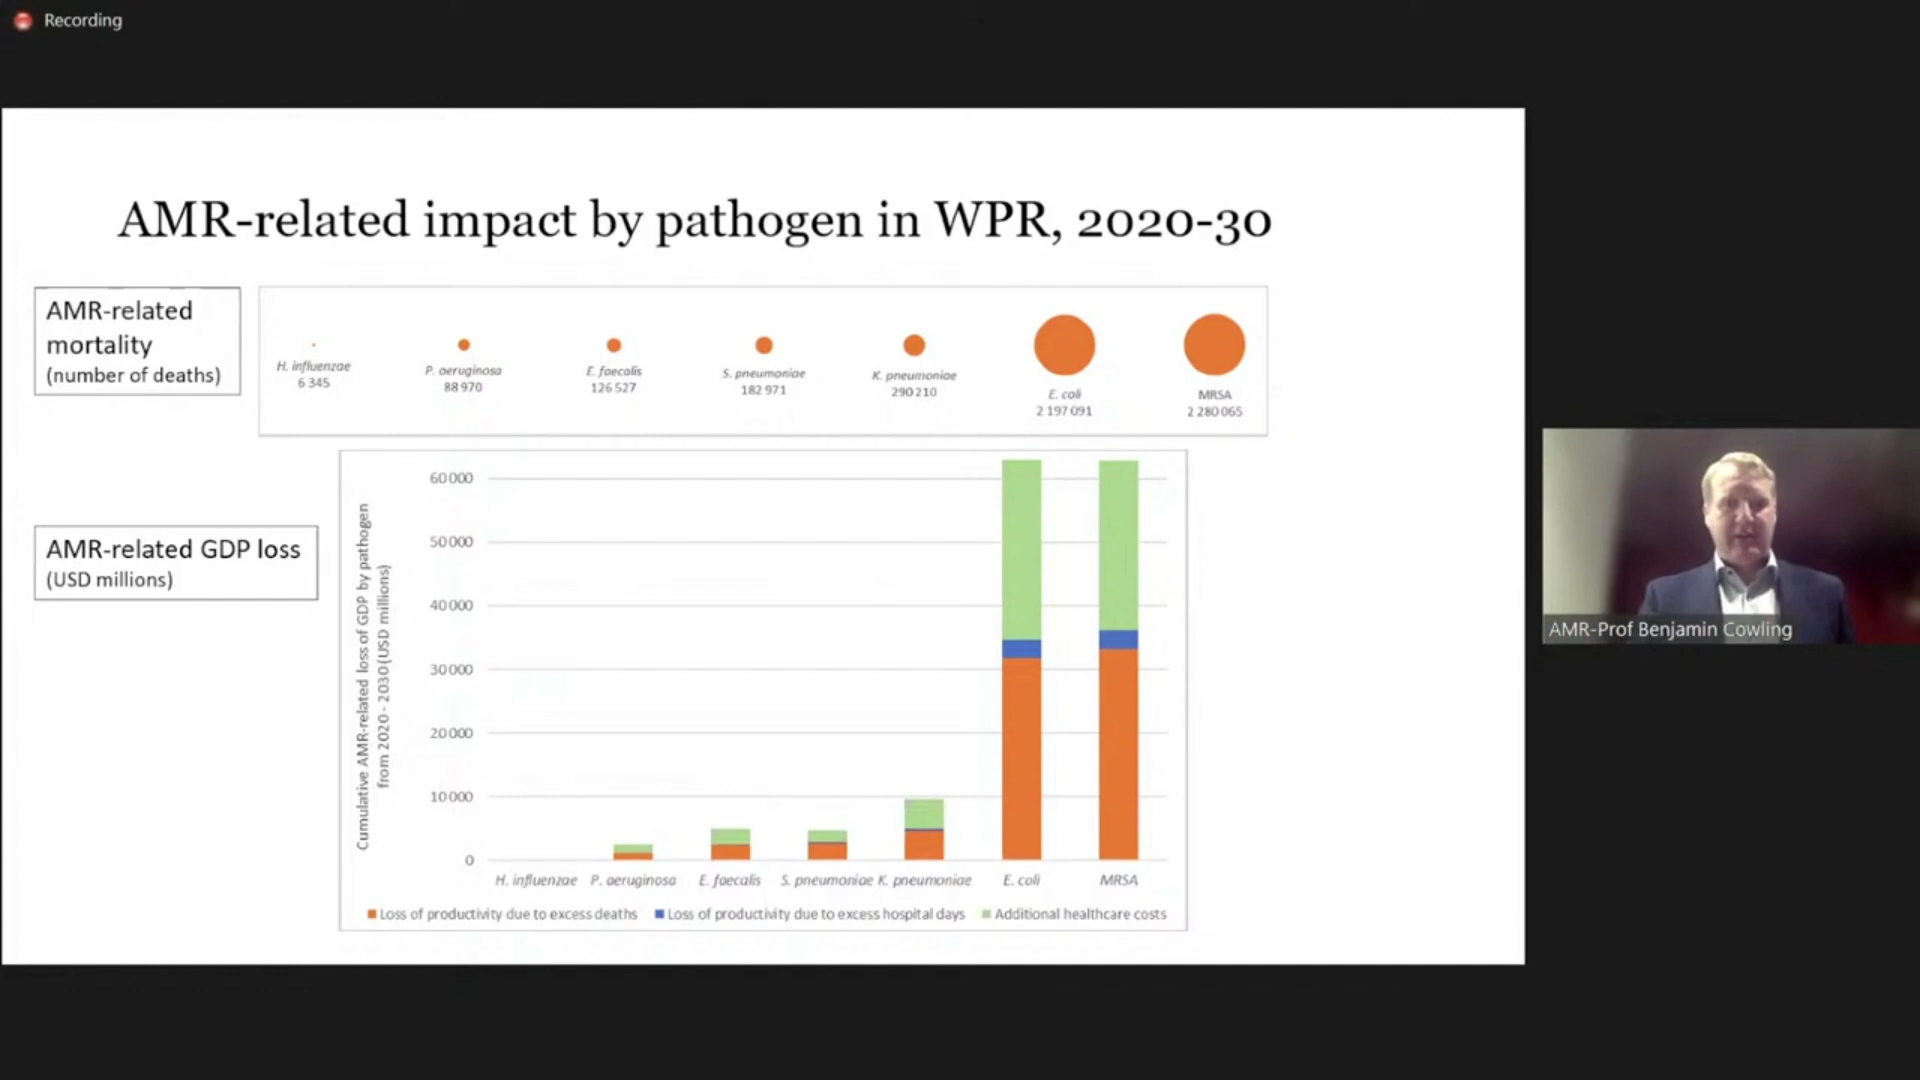 Recording
AMR-related impact by pathogen in WPR, 2020-30
AMR-related
mortality
(number of deaths)
H. influenzae
6 345
P. aeruginosa
88 970
E. faecalis
126 527
S. pneumoniae
182 971
K. pneumoniae
290 210
E. coli
2 197 091
MRSA
2 280 065
AMR-related GDP loss
(USD millions)
Cumulative AMR-related loss of GDP by pathogen
from 2020 - 2030 (USD millions)
60 000
50 000
40 000
30 000
20 000
10 000
0
H. influenzae P. aeruginosa E. faecalis S. pneumoniae K. pneumoniae E. coli MRSA
Loss of productivity due to excess deaths Loss of productivity due to excess hospital days Additional healthcare costs
AMR-Prof Benjamin Cowling